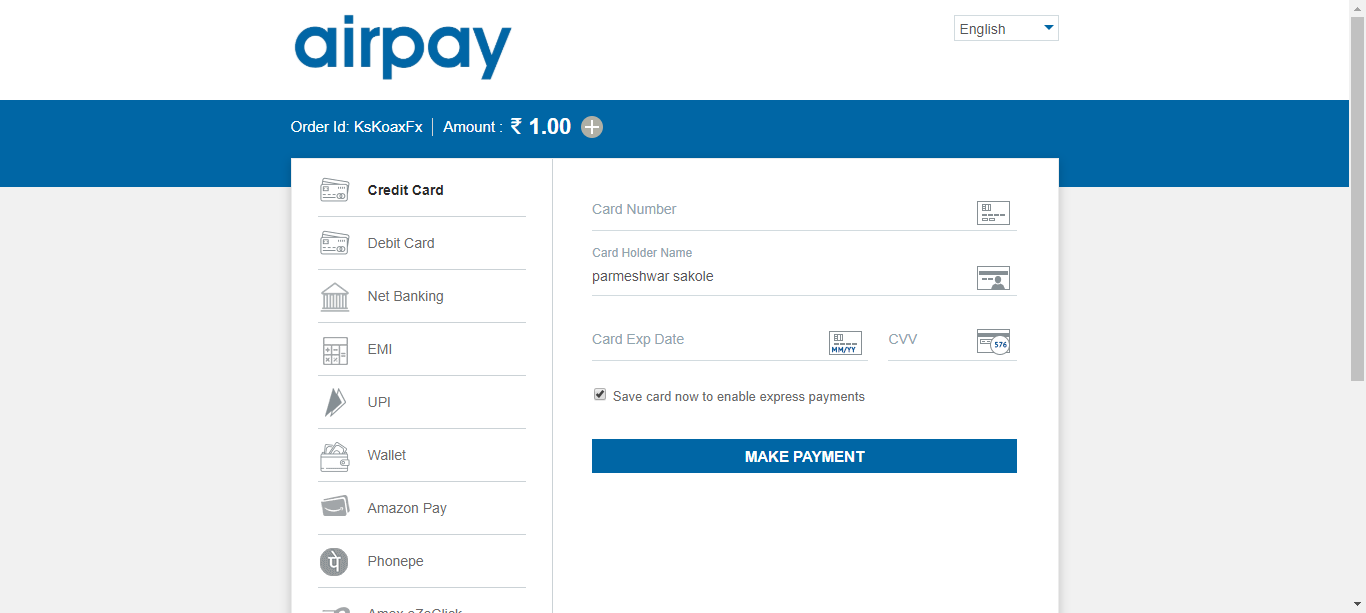 airpay
English
Order Id: KsKoaxFx | Amount : ₹ 1.00
Credit Card
Debit Card
Net Banking
EMI
UPI
Wallet
Amazon Pay
Phonepe
Card Number
Card Holder Name
parmeshwar sakole
Card Exp Date
MM/YY
CVV
576
Save card now to enable express payments
MAKE PAYMENT